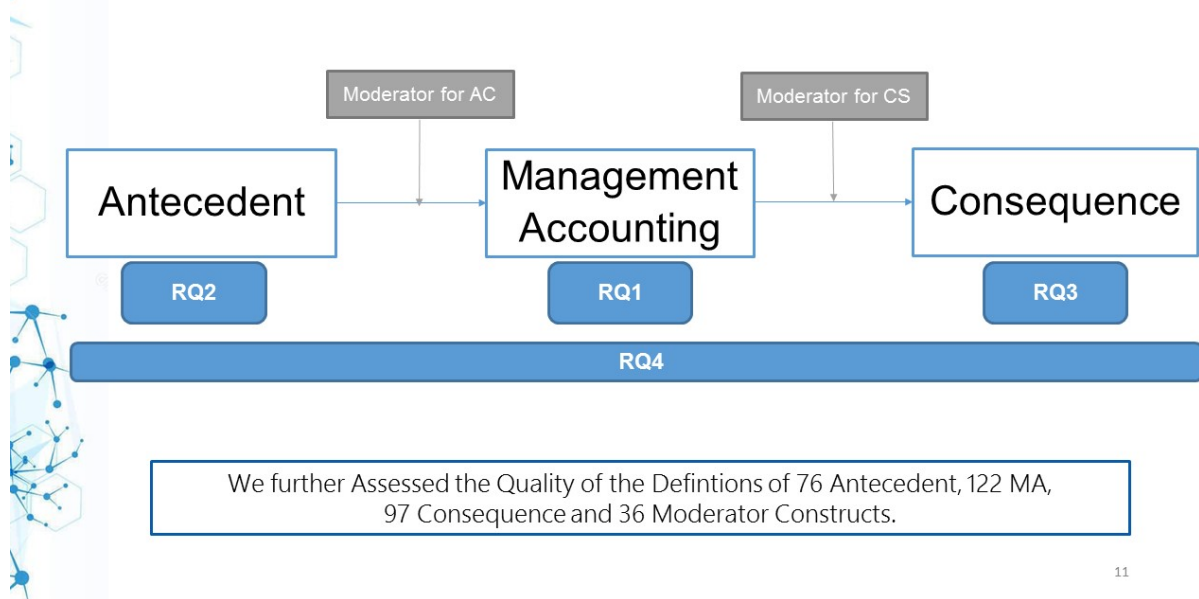 Moderator for AC
Moderator for CS
Antecedent
Management
Accounting
Consequence
RQ2
RQ1
RQ3
RQ4
We further Assessed the Quality of the Defintions of 76 Antecedent, 122 MA,
97 Consequence and 36 Moderator Constructs.
11